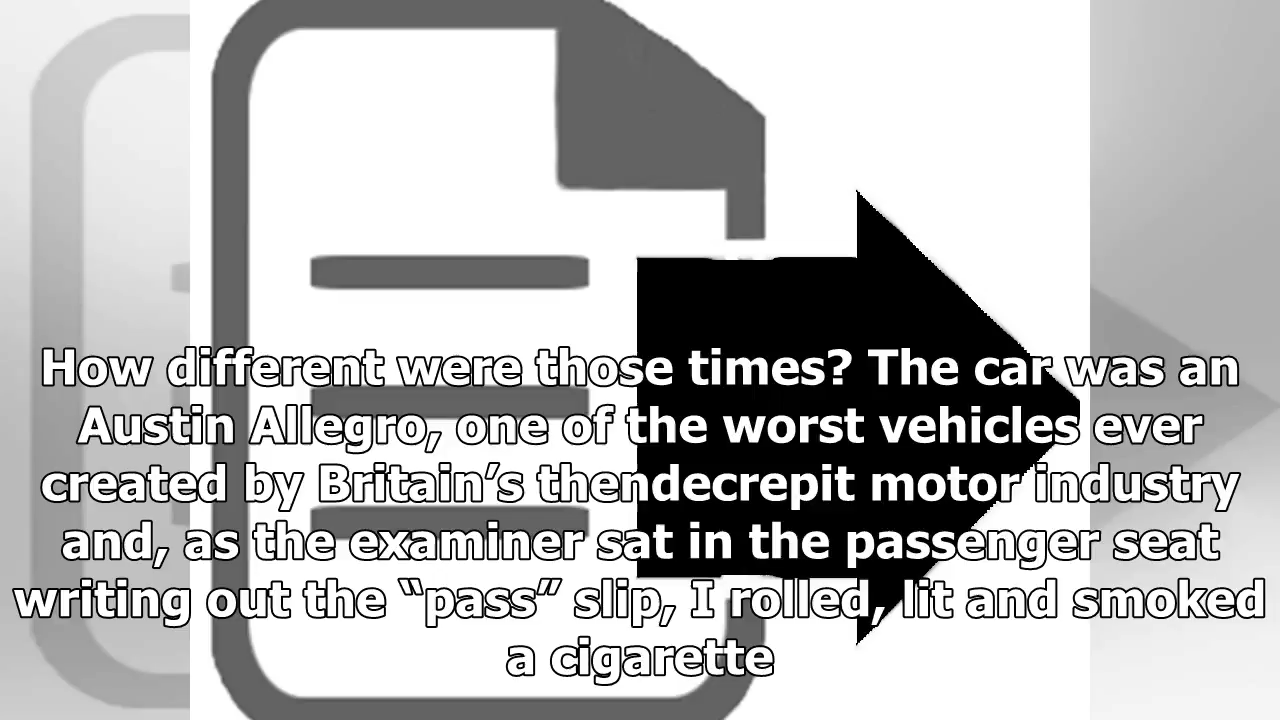 How different were those times? The car was an
Austin Allegro, one of the worst vehicles ever
created by Britain’s thendecrepit motor industry
and, as the examiner sat in the passenger seat
writing out the “pass” slip, I rolled, lit and smoked
a cigarette